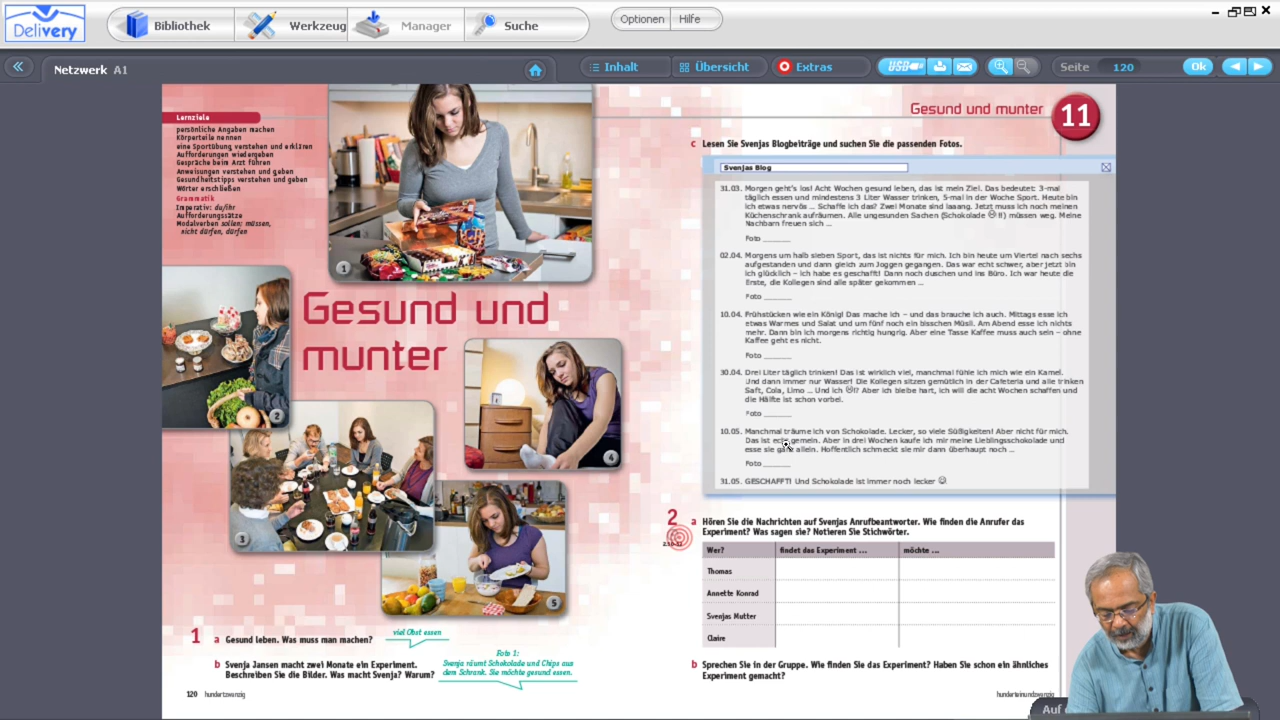 Delivery
Bibliothek
Werkzeug
Manager
Suche
Optionen
Hilfe
Netzwerk A1
Inhalt
Übersicht
Extras
USB
Seite 120 Ok
Lernziele
persönliche Angaben machen
Körperteile nennen
eine Sportübung verstehen und erklären
Aufforderungen wiedergeben
Gespräche beim Arzt führen
Anweisungen verstehen und geben
Gesundheitstipps verstehen und geben
Wörter erschließen
Grammatik
Imperativ: du/ihr
Aufforderungssätze
Modalverben sollen; müssen,
nicht dürfen, dürfen
1
2
Gesund und
munter
3
4
5
1 a Gesund leben. Was muss man machen?
viel Obst essen
b Svenja Jansen macht zwei Monate ein Experiment.
Beschreiben Sie die Bilder. Was macht Svenja? Warum?
Foto 1:
Svenja räumt Schokolade und Chips aus
dem Schrank. Sie möchte gesund essen.
120 hundertzwanzig
Gesund und munter 11
c Lesen Sie Svenjas Blogbeiträge und suchen Sie die passenden Fotos.
Svenjas Blog
31.03. Morgen geht's los! Acht Wochen gesund leben, das ist mein Ziel. Das bedeutet: 3-mal
täglich essen und mindestens 3 Liter Wasser trinken, 5-mal in der Woche Sport. Heute bin
ich etwas nervös ... Schaffe ich das? Zwei Monate sind laaang. Jetzt muss ich noch meinen
Küchenschrank aufräumen. Alle ungesunden Sachen (Schokolade ☹!!) müssen weg. Meine
Nachbarn freuen sich ...
Foto ______
02.04. Morgens um halb sieben Sport, das ist nichts für mich. Ich bin heute um Viertel nach sechs
aufgestanden und dann gleich zum Joggen gegangen. Das war echt schwer, aber jetzt bin
ich glücklich – ich habe es geschafft! Dann noch duschen und ins Büro. Ich war heute die
Erste, die Kollegen sind alle später gekommen ...
Foto ______
10.04. Frühstücken wie ein König! Das mache ich – und das brauche ich auch. Mittags esse ich
etwas Warmes und Salat und um fünf noch ein bisschen Müsli. Am Abend esse ich nichts
mehr. Dann bin ich morgens richtig hungrig. Aber eine Tasse Kaffee muss auch sein – ohne
Kaffee geht es nicht.
Foto ______
30.04. Drei Liter täglich trinken! Das ist wirklich viel, manchmal fühle ich mich wie ein Kamel.
Und dann immer nur Wasser! Die Kollegen sitzen gemütlich in der Cafeteria und alle trinken
Saft, Cola, Limo ... Und ich ☹!? Aber ich bleibe hart, ich will die acht Wochen schaffen und
die Hälfte ist schon vorbei.
Foto ______
10.05. Manchmal träume ich von Schokolade. Lecker, so viele Süßigkeiten! Aber nicht für mich.
Das ist echt gemein. Aber in drei Wochen kaufe ich mir meine Lieblingsschokolade und
esse sie ganz allein. Hoffentlich schmeckt sie mir dann überhaupt noch ...
Foto ______
31.05. GESCHAFFT! Und Schokolade ist immer noch lecker ☺.
2 a Hören Sie die Nachrichten auf Svenjas Anrufbeantworter. Wie finden die Anrufer das
Experiment? Was sagen sie? Notieren Sie Stichwörter.
Wer? findet das Experiment ... möchte ...
Thomas
Annette Konrad
Svenjas Mutter
Claire
b Sprechen Sie in der Gruppe. Wie finden Sie das Experiment? Haben Sie schon ein ähnliches
Experiment gemacht?
hunderteinundzwanzig
Auf